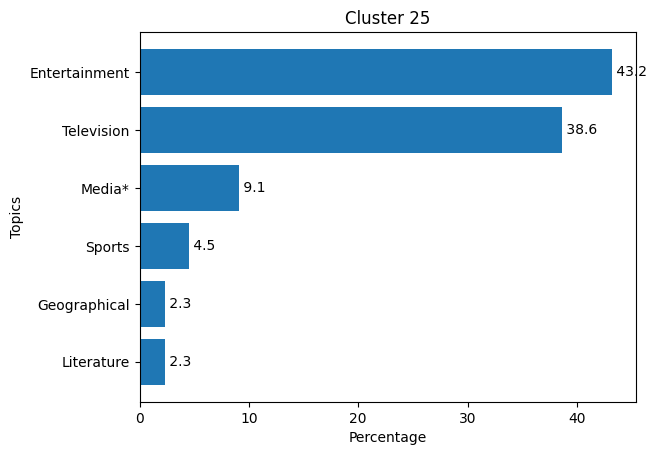 Cluster 25
Entertainment 43.2
Television 38.6
Media* 9.1
Sports 4.5
Geographical 2.3
Literature 2.3
Topics
0 10 20 30 40
Percentage